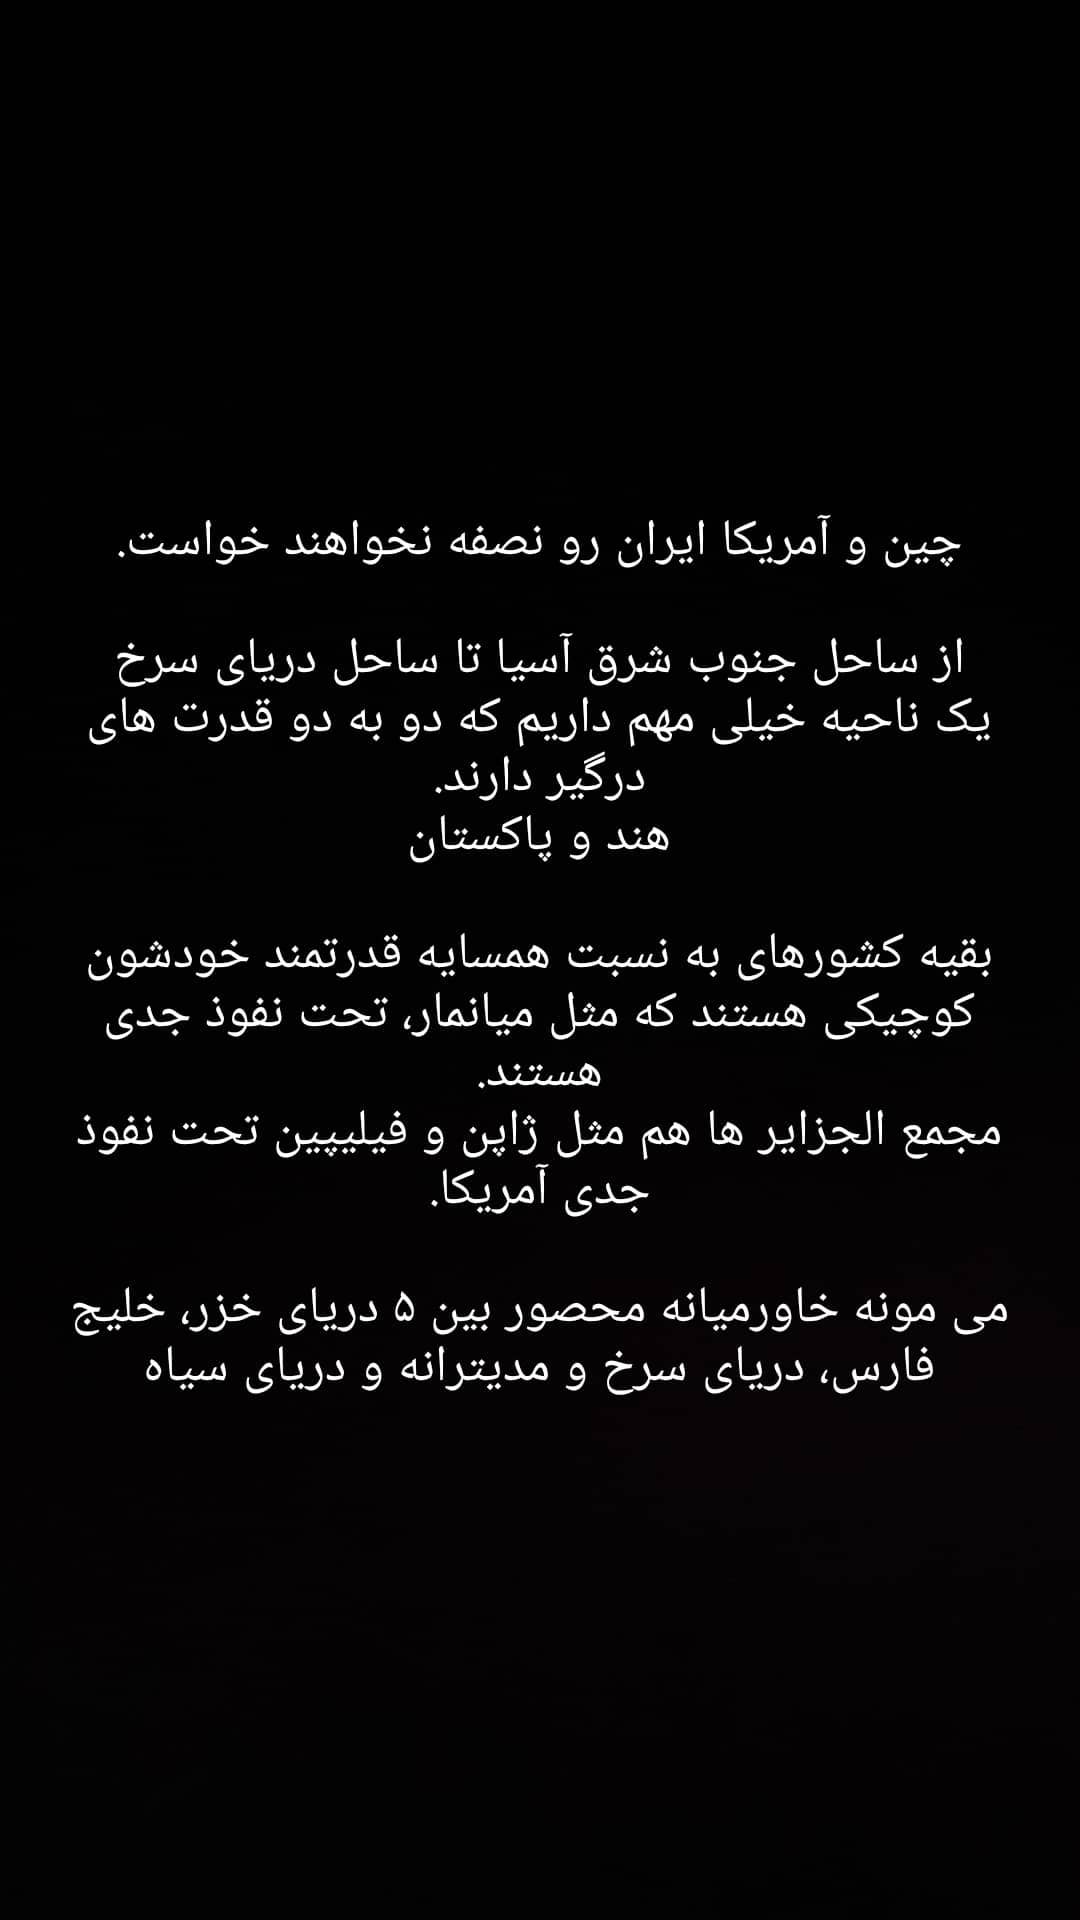 چین و آمریکا ایران رو نصفه نخواهند خواست.
از ساحل جنوب شرق آسیا تا ساحل دریای سرخ
یک ناحیه خیلی مهم داریم که دو به دو قدرت های
درگیر دارند.
هند و پاکستان
بقیه کشورهای به نسبت همسایه قدرتمند خودشون
کوچیکی هستند که مثل میانمار، تحت نفوذ جدی
هستند.
مجمع الجزایر ها هم مثل ژاپن و فیلیپین تحت نفوذ
جدی آمریکا.
می مونه خاورمیانه محصور بین ۵ دریای خزر، خلیج
فارس، دریای سرخ و مدیترانه و دریای سیاه